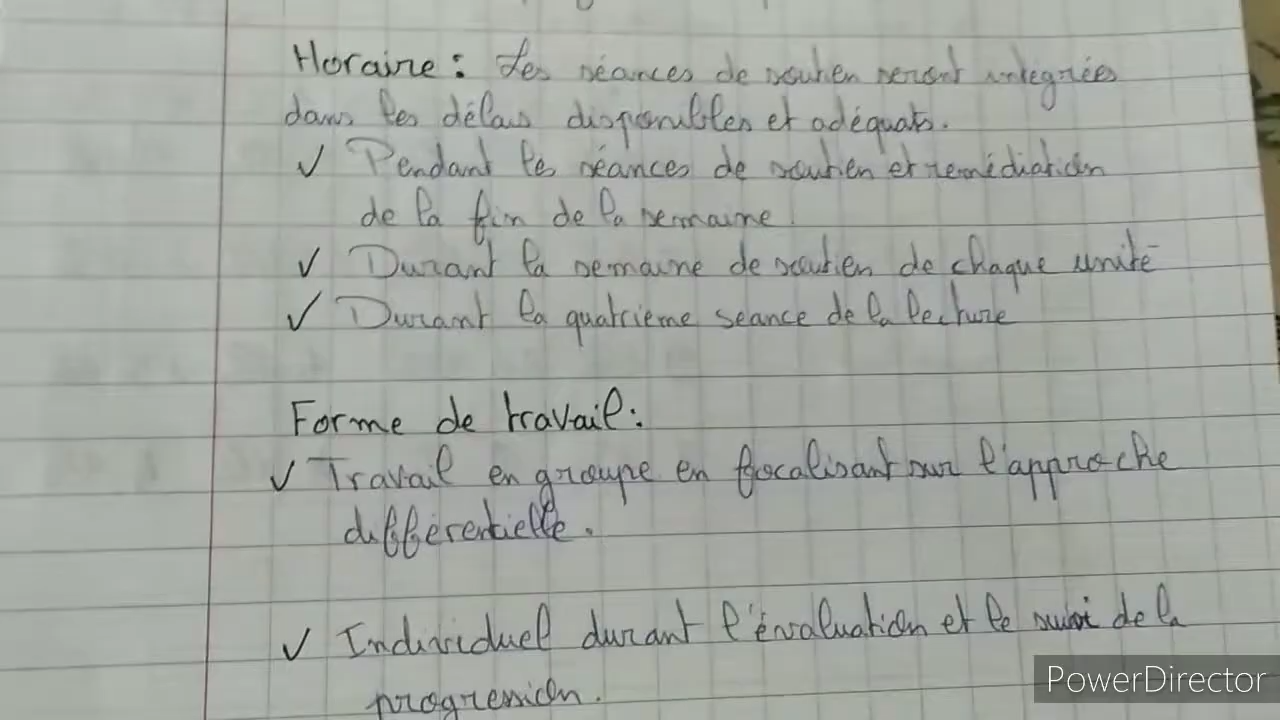 Horaire : Les séances de soutien seront intégrées
dans les délais disponibles et adéquats.
✓ Pendant les séances de soutien et remédiation
de la fin de la semaine.
✓ Durant la semaine de soutien de chaque unité
✓ Durant la quatrième seance de la lecture
Forme de travail :
✓ Travail en groupe en focalisant sur l'approche
différentielle.
✓ Individuel durant l'évaluation et le suivi de la
progression.
PowerDirector